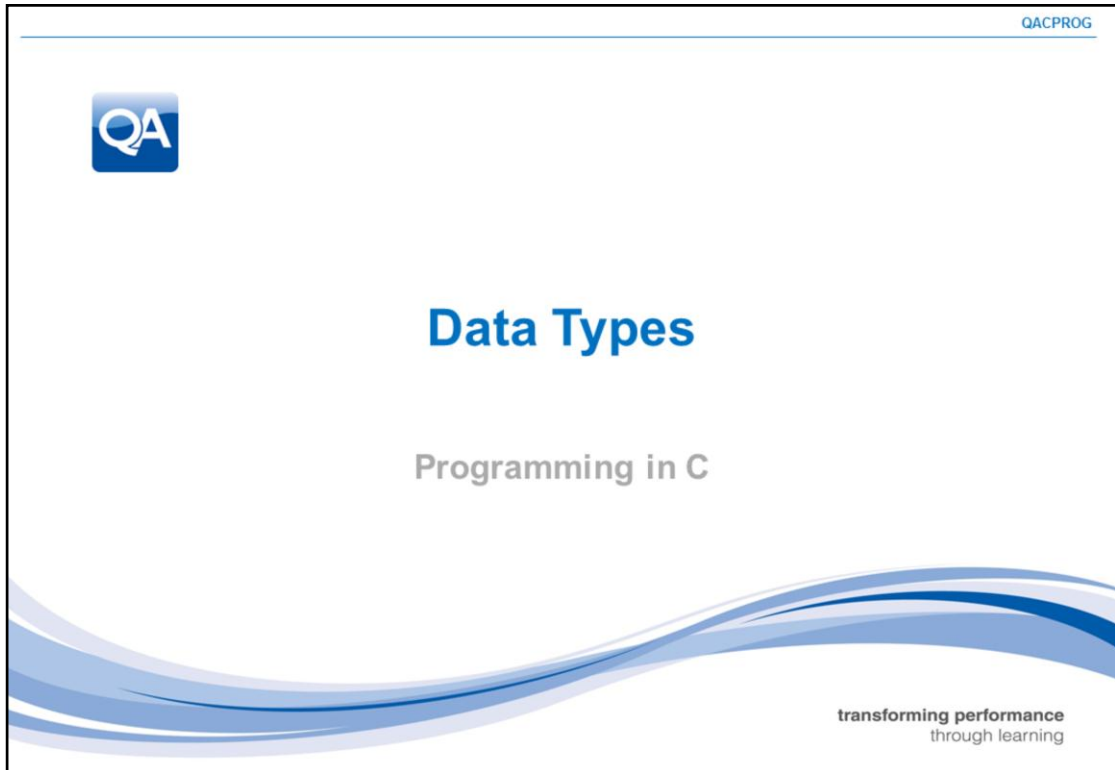 QACPROG
QA
Data Types
Programming in C
transforming performance
through learning